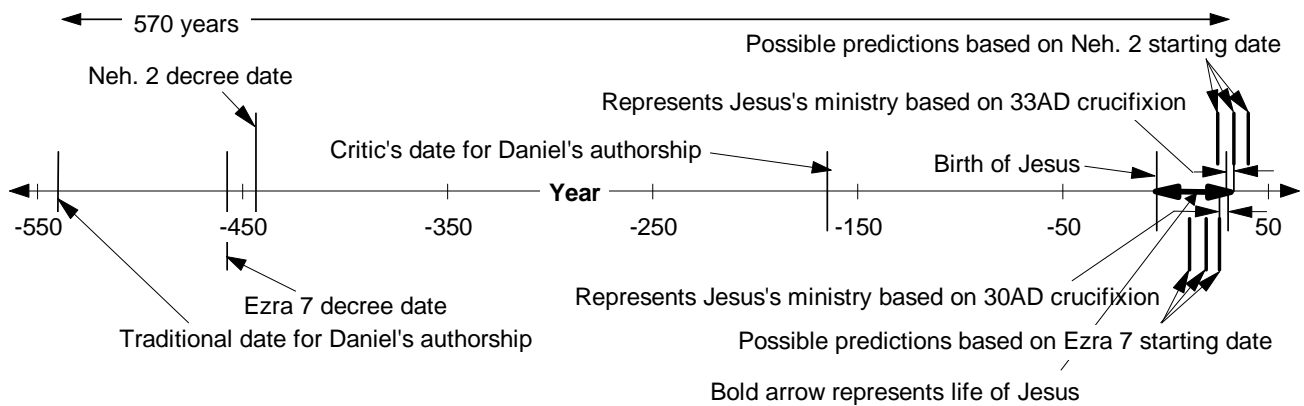 570 years
Possible predictions based on Neh. 2 starting date
Neh. 2 decree date
Represents Jesus's ministry based on 33AD crucifixion
Critic's date for Daniel's authorship
Birth of Jesus
Year
-550 -450 -350 -250 -150 -50 50
Ezra 7 decree date
Represents Jesus's ministry based on 30AD crucifixion
Traditional date for Daniel's authorship
Possible predictions based on Ezra 7 starting date
Bold arrow represents life of Jesus